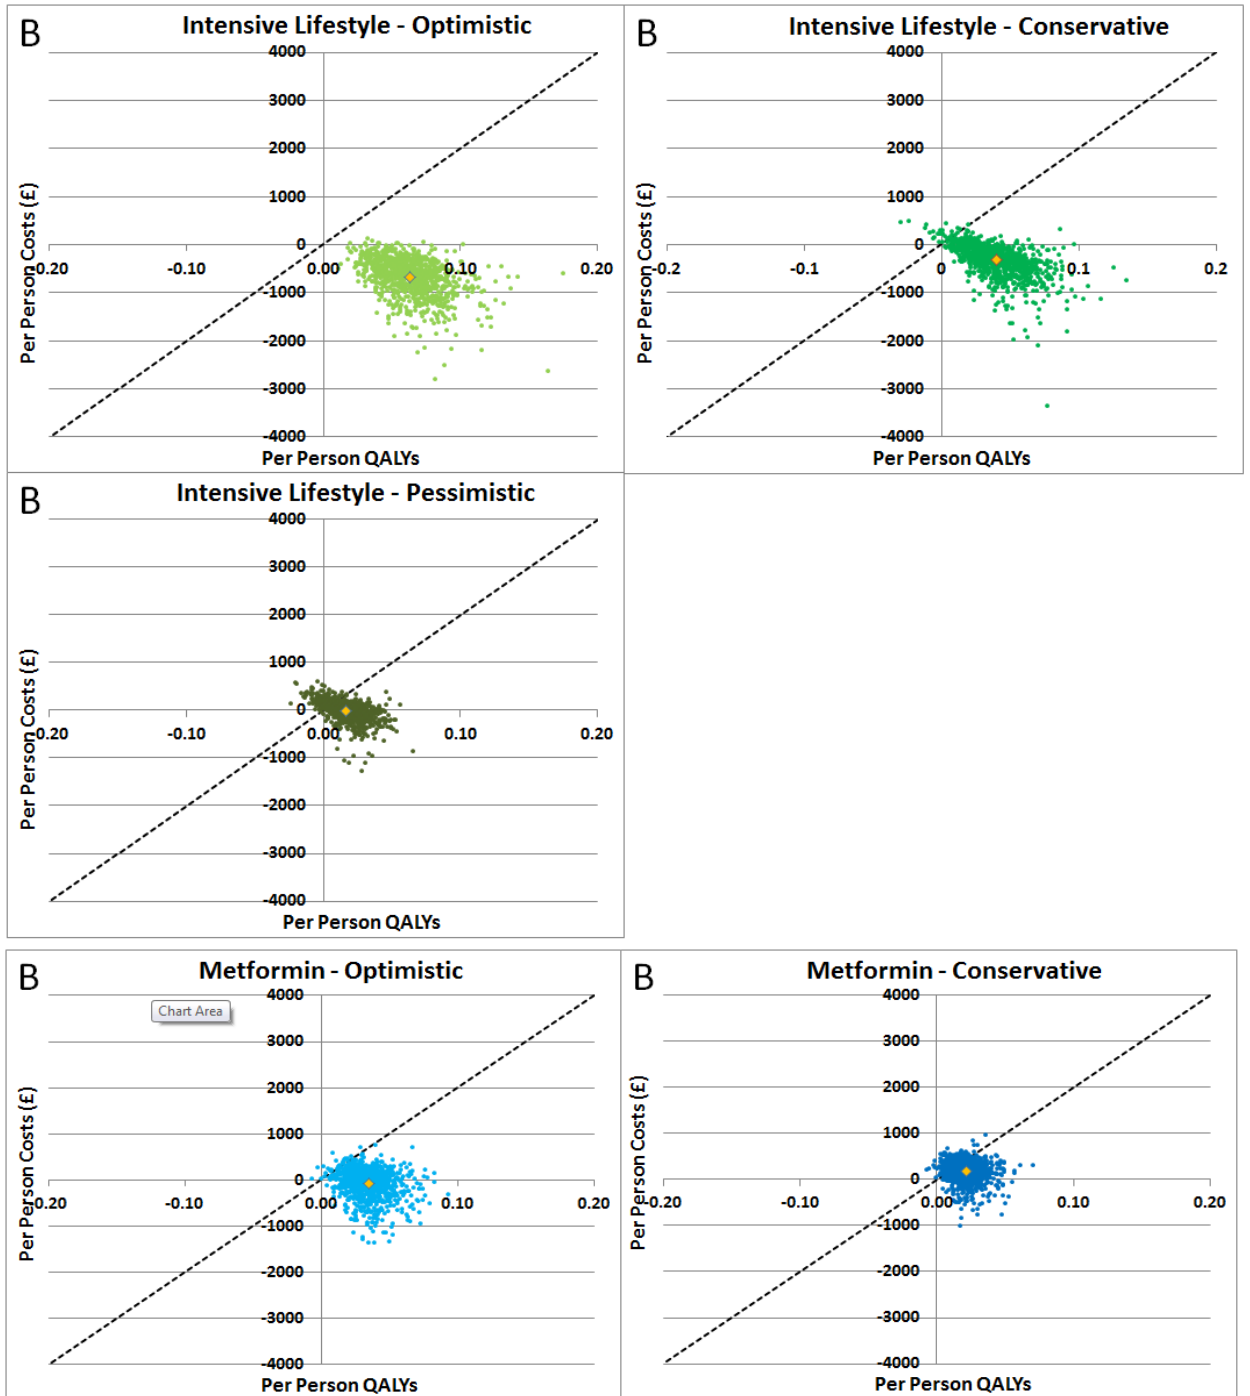 B
Intensive Lifestyle - Optimistic
4000
3000
2000
1000
0
-0.20 -0.10 0.00 0.10 0.20
-1000
-2000
-3000
-4000
Per Person Costs (£)
Per Person QALYs
B
Intensive Lifestyle - Conservative
4000
3000
2000
1000
0
-0.2 -0.1 0 0.1 0.2
-1000
-2000
-3000
-4000
Per Person Costs (£)
Per Person QALYs
B
Intensive Lifestyle - Pessimistic
4000
3000
2000
1000
0
-0.20 -0.10 0.00 0.10 0.20
-1000
-2000
-3000
-4000
Per Person Costs (£)
Per Person QALYs
B
Metformin - Optimistic
Chart Area
4000
3000
2000
1000
0
-0.20 -0.10 0.00 0.10 0.20
-1000
-2000
-3000
-4000
Per Person Costs (£)
Per Person QALYs
B
Metformin - Conservative
4000
3000
2000
1000
0
-0.20 -0.10 0.00 0.10 0.20
-1000
-2000
-3000
-4000
Per Person Costs (£)
Per Person QALYs